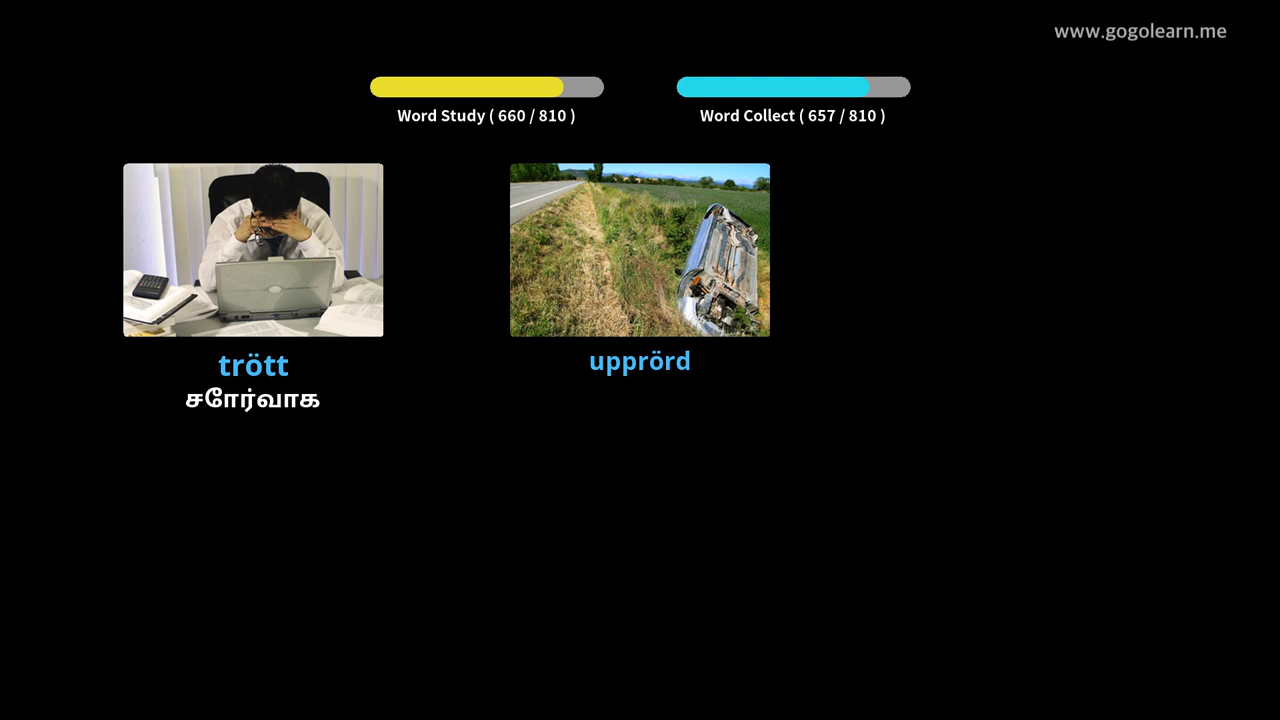 www.gogolearn.me
Word Study ( 660 / 810 )
Word Collect ( 657 / 810 )
trött
சோர்வாக
upprörd